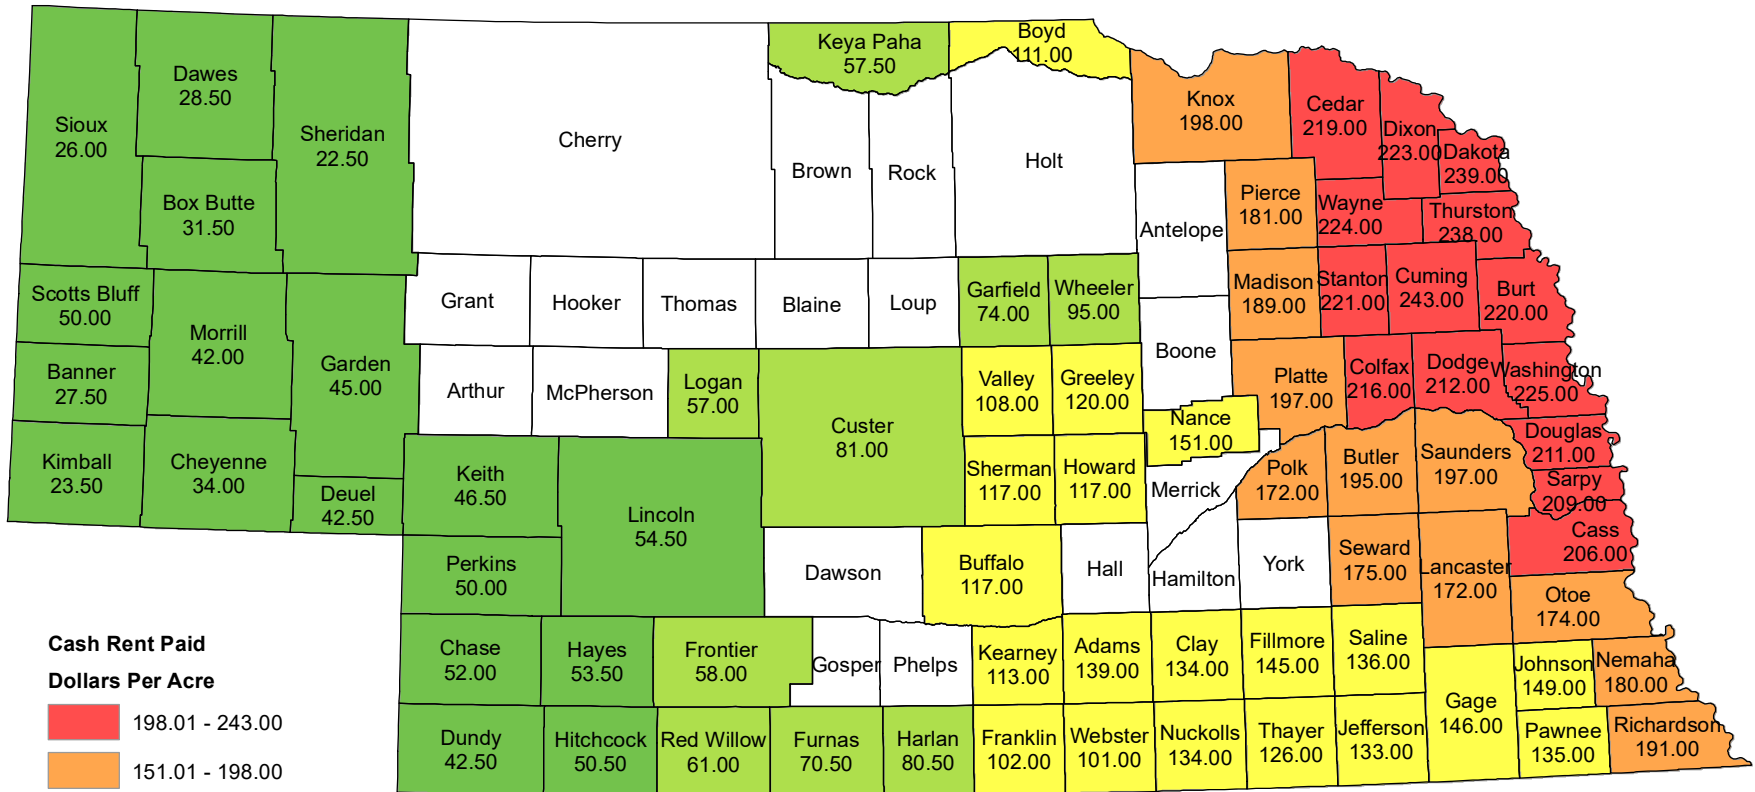 Keya Paha
57.50
Boyd
111.00
Dawes
28.50
Sioux
26.00
Sheridan
22.50
Cherry
Brown
Rock
Holt
Knox
198.00
Cedar
219.00
Dixon
223.00
Dakota
239.00
Box Butte
31.50
Antelope
Pierce
181.00
Wayne
224.00
Thurston
238.00
Scotts Bluff
50.00
Morrill
42.00
Grant
Hooker
Thomas
Blaine
Loup
Garfield
74.00
Wheeler
95.00
Madison
189.00
Stanton
221.00
Cuming
243.00
Burt
220.00
Banner
27.50
Garden
45.00
Arthur
McPherson
Logan
57.00
Custer
81.00
Valley
108.00
Greeley
120.00
Boone
Nance
151.00
Platte
197.00
Colfax
216.00
Dodge
212.00
Washington
225.00
Kimball
23.50
Cheyenne
34.00
Deuel
42.50
Keith
46.50
Lincoln
54.50
Sherman
117.00
Howard
117.00
Merrick
Polk
172.00
Butler
195.00
Saunders
197.00
Douglas
211.00
Sarpy
209.00
Cass
206.00
Perkins
50.00
Dawson
Buffalo
117.00
Hall
Hamilton
York
Seward
175.00
Lancaster
172.00
Otoe
174.00
Chase
52.00
Hayes
53.50
Frontier
58.00
Gosper
Phelps
Kearney
113.00
Adams
139.00
Clay
134.00
Fillmore
145.00
Saline
136.00
Johnson
149.00
Nemaha
180.00
Dundy
42.50
Hitchcock
50.50
Red Willow
61.00
Furnas
70.50
Harlan
80.50
Franklin
102.00
Webster
101.00
Nuckolls
134.00
Thayer
126.00
Jefferson
133.00
Gage
146.00
Pawnee
135.00
Richardson
191.00
Cash Rent Paid
Dollars Per Acre
198.01 - 243.00
151.01 - 198.00